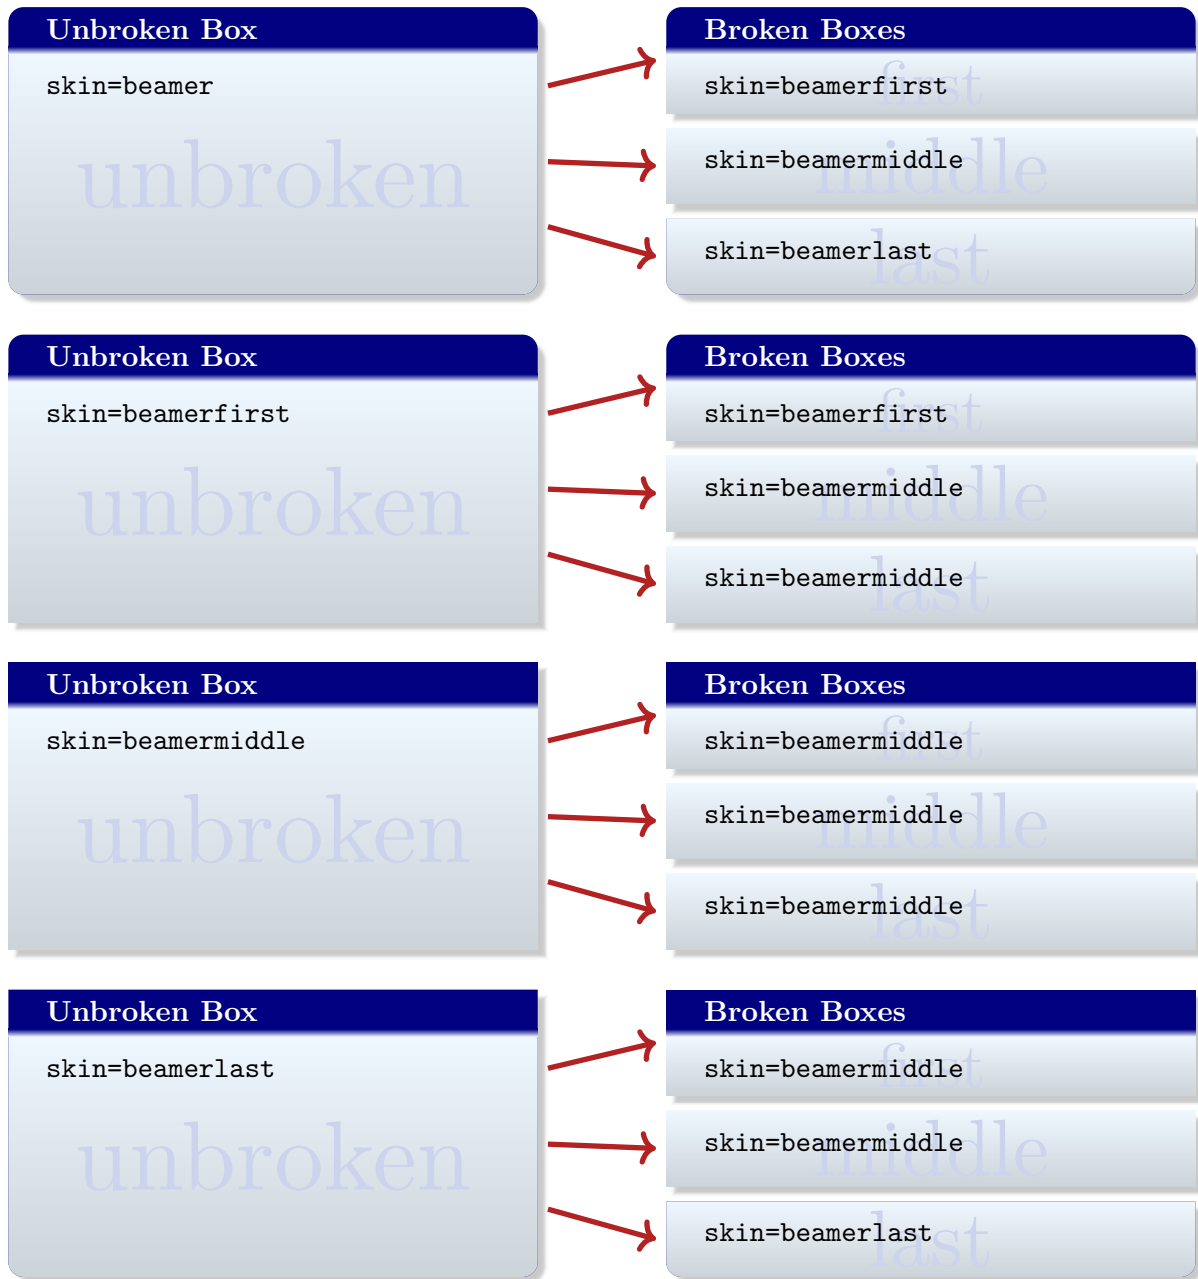 Unbroken Box
skin=beamer
unbroken
Broken Boxes
first
skin=beamerfirst
middle
skin=beamermiddle
last
skin=beamerlast
Unbroken Box
skin=beamerfirst
unbroken
Broken Boxes
first
skin=beamerfirst
middle
skin=beamermiddle
last
skin=beamermiddle
Unbroken Box
skin=beamermiddle
unbroken
Broken Boxes
first
skin=beamermiddle
middle
skin=beamermiddle
last
skin=beamermiddle
Unbroken Box
skin=beamerlast
unbroken
Broken Boxes
first
skin=beamermiddle
middle
skin=beamermiddle
last
skin=beamerlast